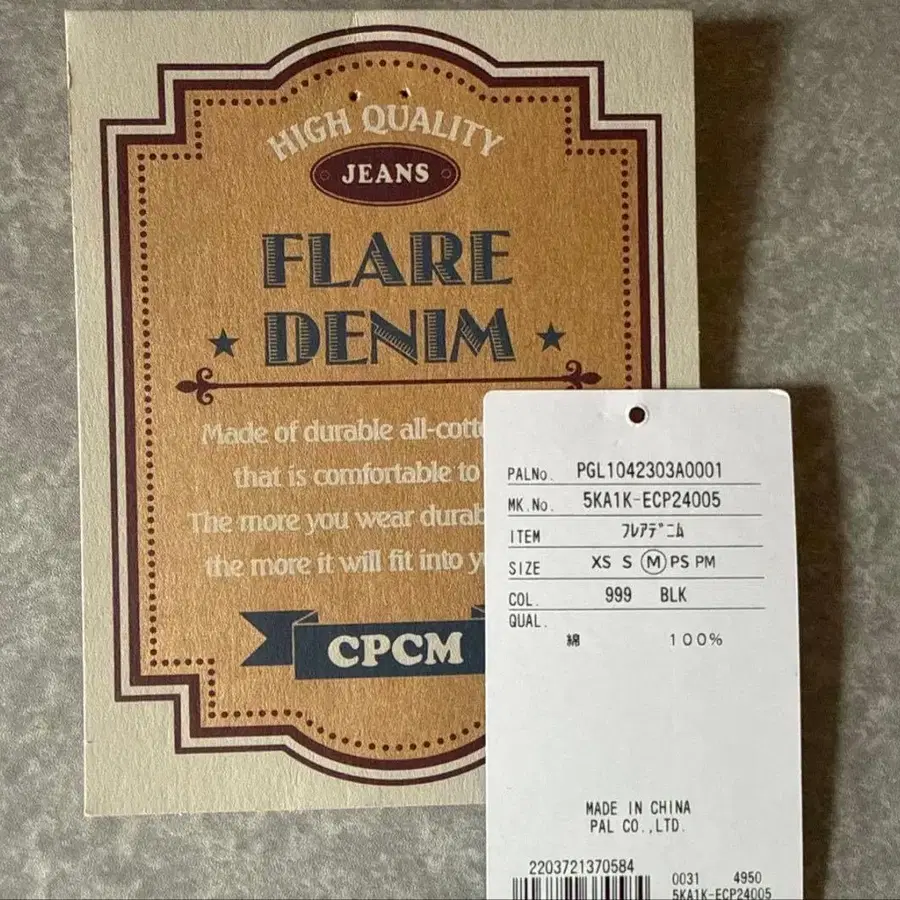 HIGH QUALITY
JEANS
FLARE
DENIM
Made of durable all-cott
that is comfortable to
The more you wear durab
the more it will fit into y
CPCM
PALNo. PGL1042303A0001
MK.No. 5KA1K-ECP24005
ITEM ﾌﾚｱﾃﾞﾆﾑ
SIZE XS S M PS PM
COL. 999 BLK
QUAL.
綿 100%
MADE IN CHINA
PAL CO.,LTD.
2203721370584
0031 4950
5KA1K-ECP24005